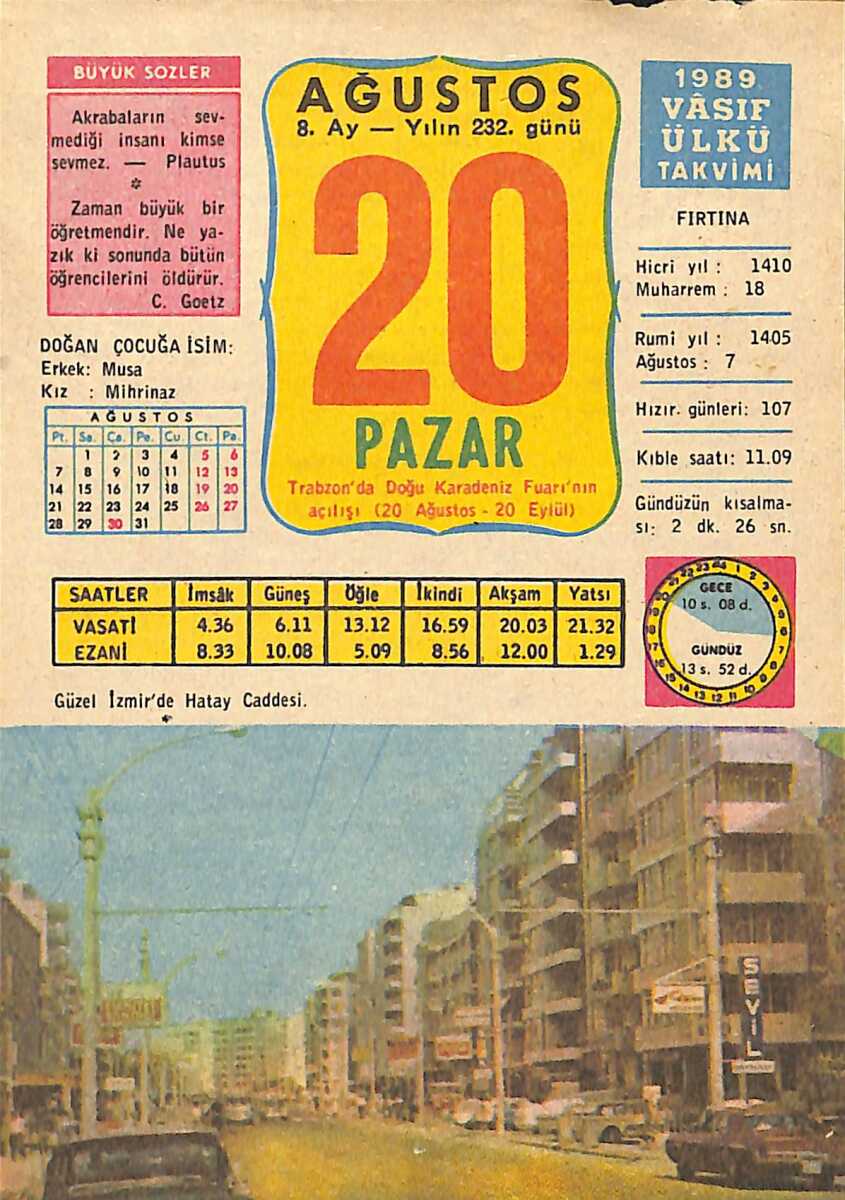 BÜYÜK SOZLER
Akrabaların sev-
mediği insanı kimse
sevmez. — Plautus
*
Zaman büyük bir
öğretmendir. Ne ya-
zık ki sonunda bütün
öğrencilerini öldürür.
C. Goetz
DOĞAN ÇOCUĞA İSİM:
Erkek: Musa
Kız : Mihrinaz
AĞUSTOS
Pt. Sa. Ça. Pe. Cu. Ct. Pa.
1 2 3 4 5 6
7 8 9 10 11 12 13
14 15 16 17 18 19 20
21 22 23 24 25 26 27
28 29 30 31
AĞUSTOS
8. Ay — Yılın 232. günü
20
PAZAR
Trabzon'da Doğu Karadeniz Fuarı'nın
açılışı (20 Ağustos - 20 Eylül)
1989
VÂSIF
ÜLKÜ
TAKVİMİ
FIRTINA
Hicri yıl : 1410
Muharrem : 18
Rumî yıl : 1405
Ağustos : 7
Hızır günleri: 107
Kıble saatı: 11.09
Gündüzün kısalma-
sı: 2 dk. 26 sn.
SAATLER İmsâk Güneş Öğle İkindi Akşam Yatsı
VASATİ 4.36 6.11 13.12 16.59 20.03 21.32
EZANİ 8.33 10.08 5.09 8.56 12.00 1.29
GECE
10 s. 08 d.
GÜNDÜZ
13 s. 52 d.
Güzel İzmir'de Hatay Caddesi.
SEVİL